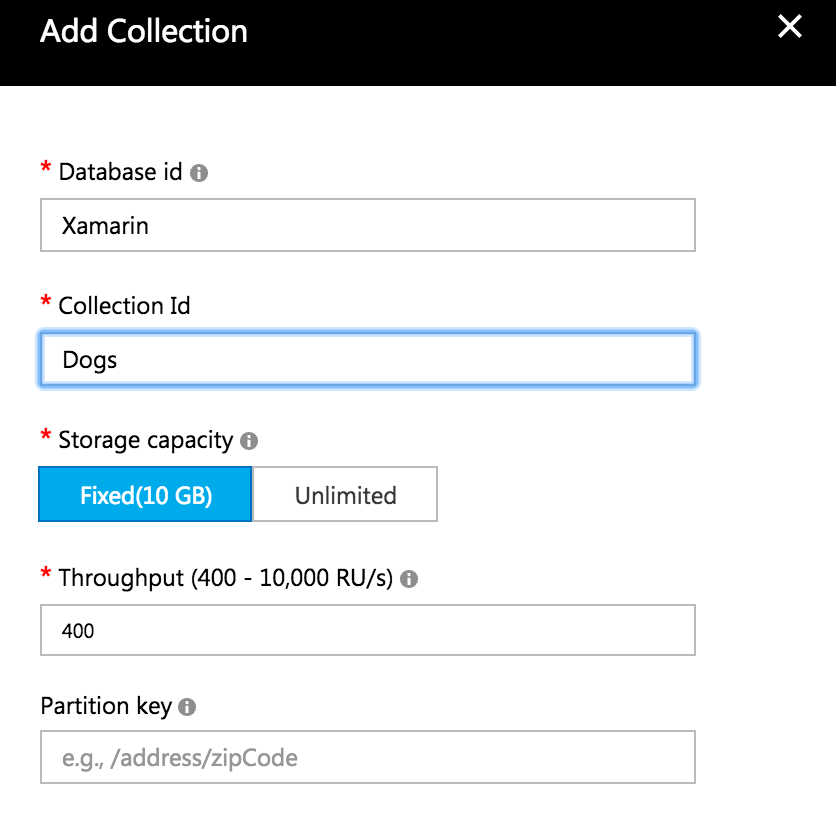 Add Collection
* Database id
Xamarin
* Collection Id
Dogs
* Storage capacity
Fixed(10 GB) Unlimited
* Throughput (400 - 10,000 RU/s)
400
Partition key
e.g., /address/zipCode